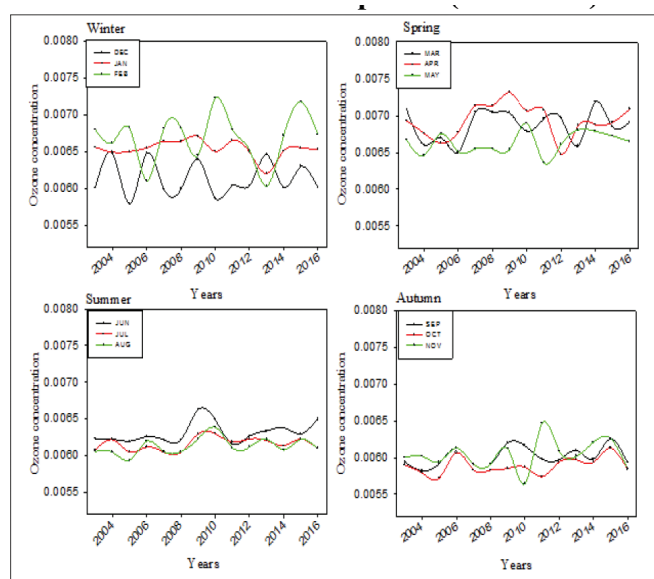 Winter
0.0080
0.0075
0.0070
0.0065
0.0060
0.0055
Ozone concentration
DEC
JAN
FEB
2004
2006
2008
2010
2012
2014
2016
Years
Spring
0.0080
0.0075
0.0070
0.0065
0.0060
0.0055
Ozone concentration
MAR
APR
MAY
2004
2006
2008
2010
2012
2014
2016
Years
Summer
0.0080
0.0075
0.0070
0.0065
0.0060
0.0055
Ozone concentration
JUN
JUL
AUG
2004
2006
2008
2010
2012
2014
2016
Years
Autumn
0.0080
0.0075
0.0070
0.0065
0.0060
0.0055
Ozone concentration
SEP
OCT
NOV
2004
2006
2008
2010
2012
2014
2016
Years